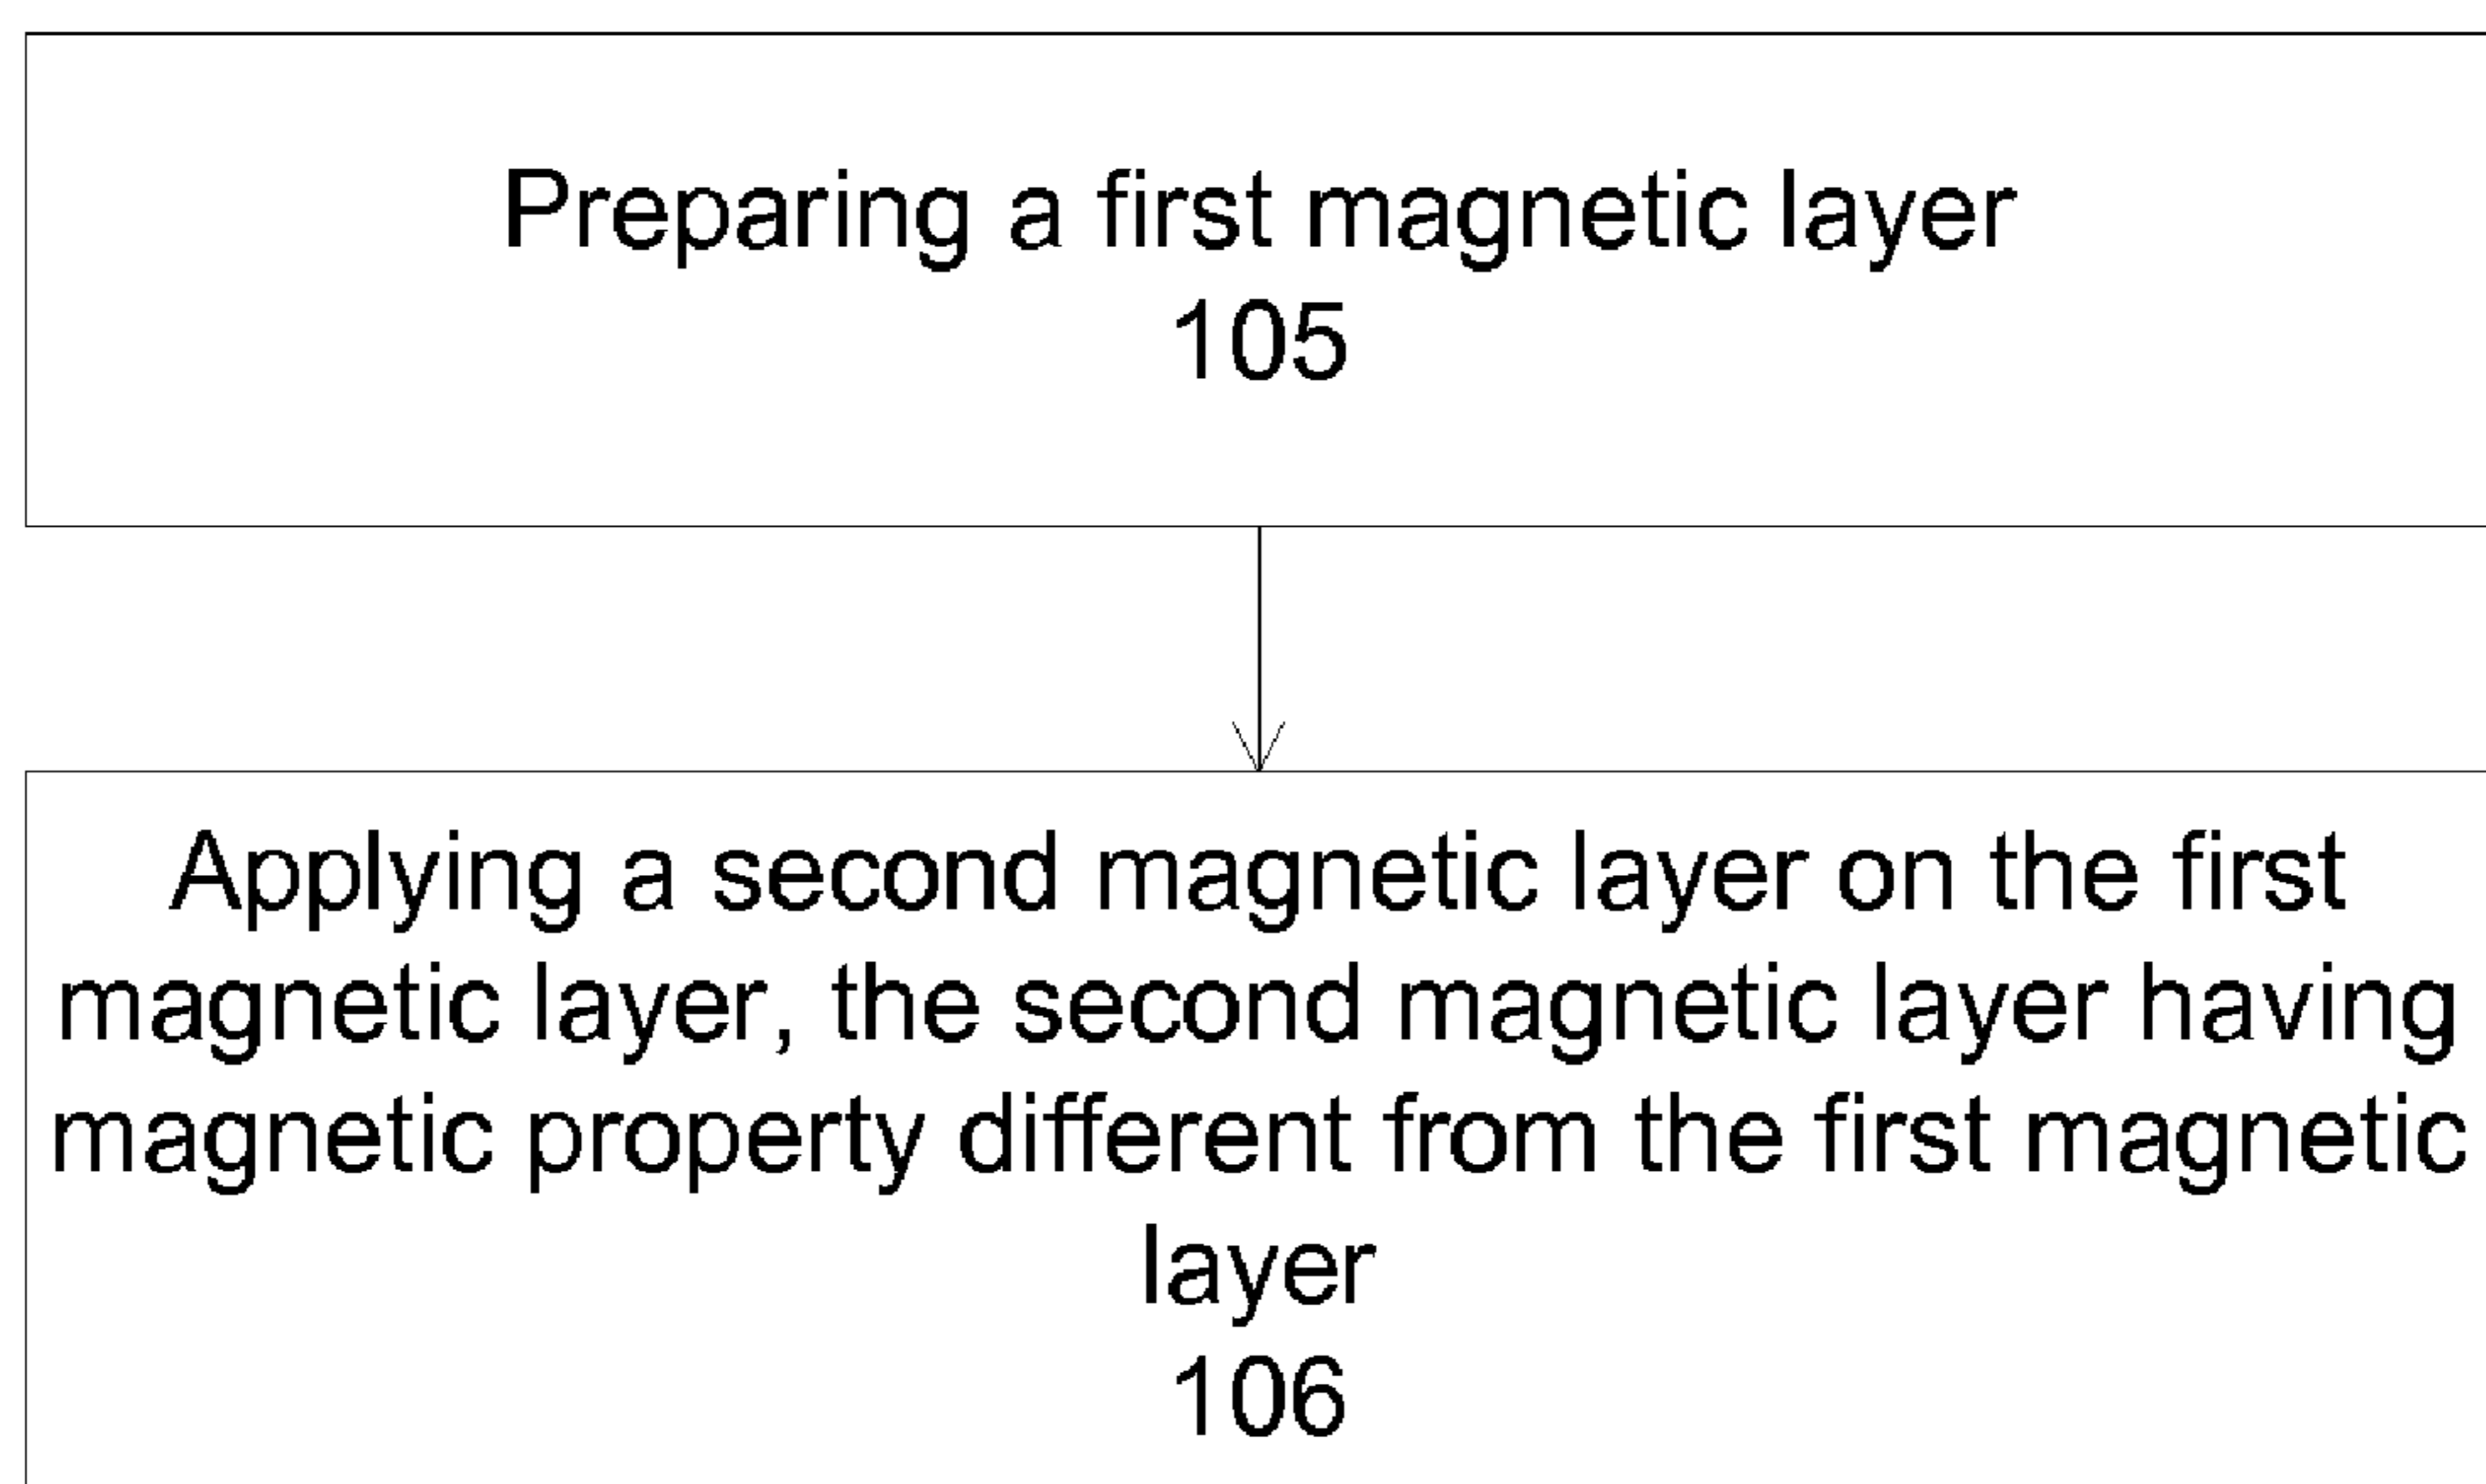 Preparing a first magnetic layer
105
Applying a second magnetic layer on the first
magnetic layer, the second magnetic layer having
magnetic property different from the first magnetic
layer
106